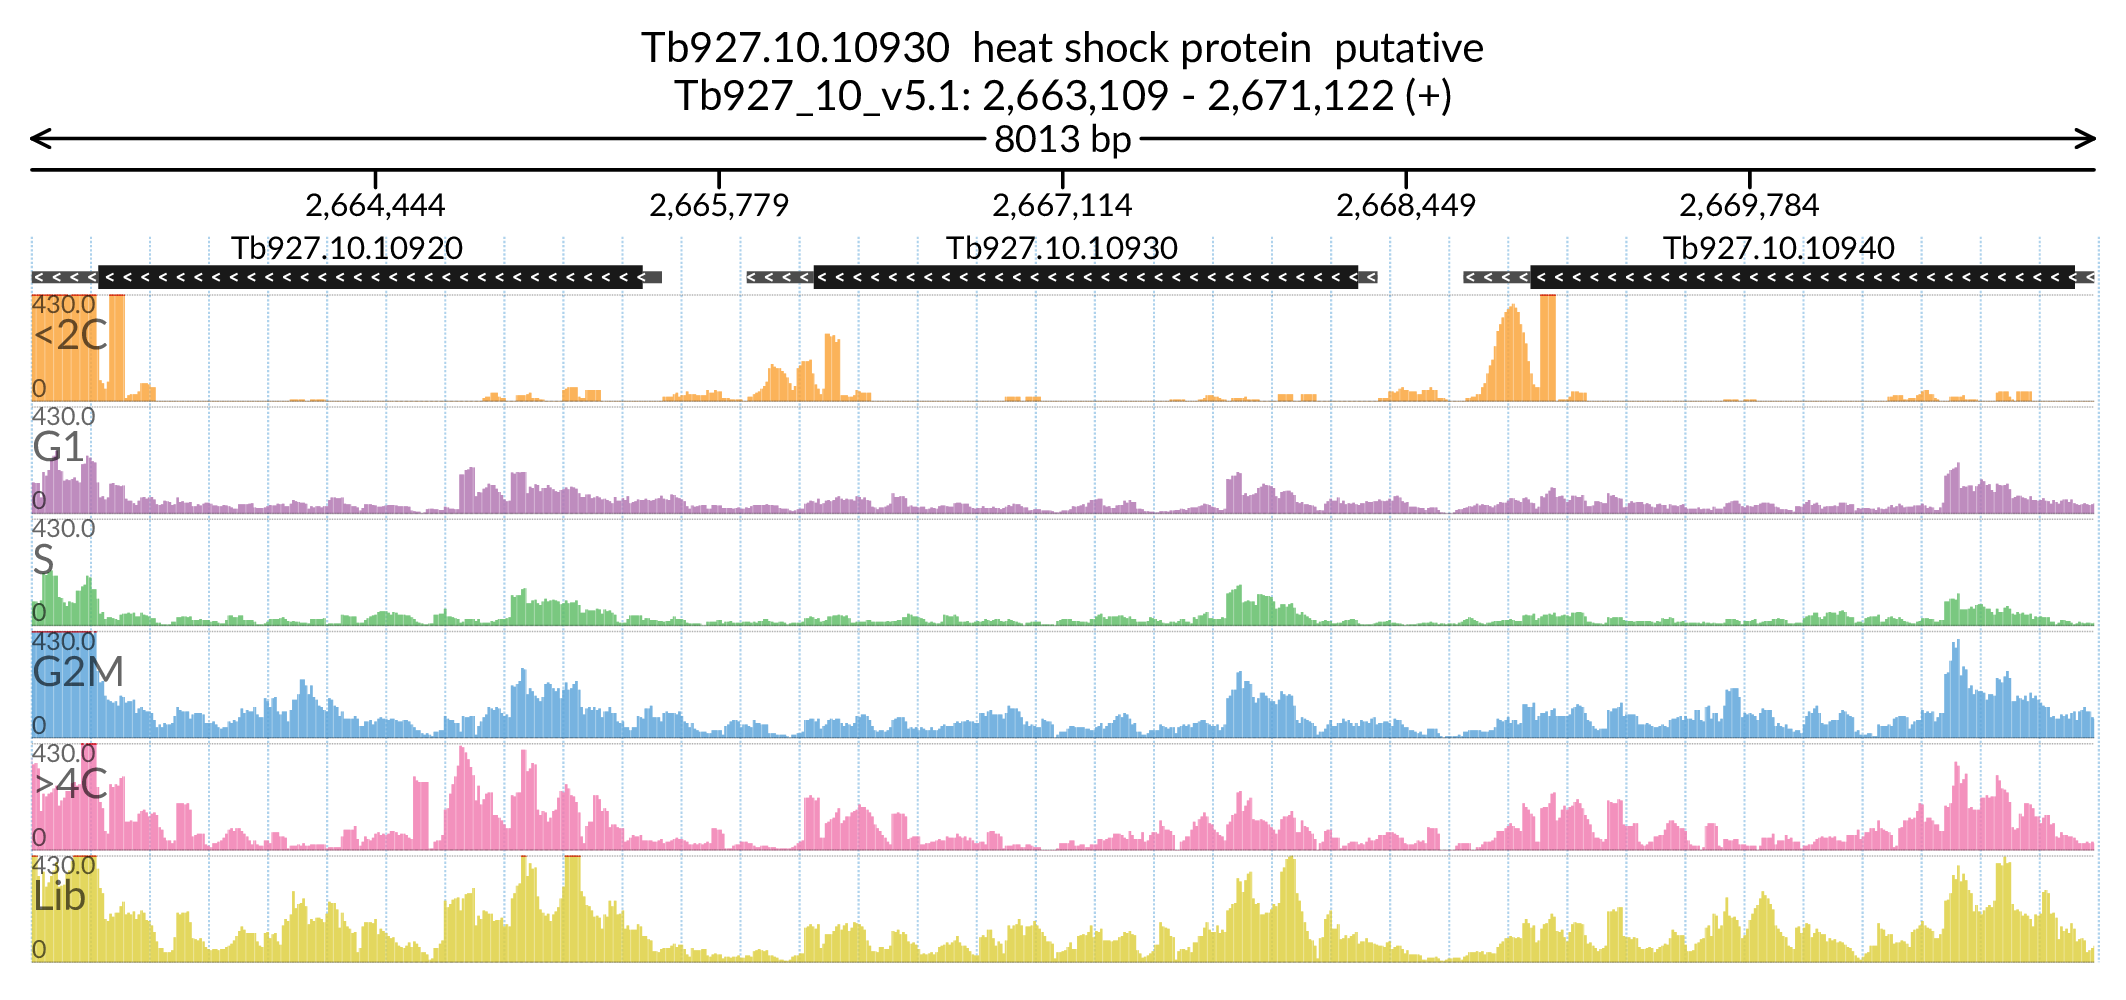 Tb927.10.10930  heat shock protein  putative
Tb927_10_v5.1: 2,663,109 - 2,671,122 (+)
8013 bp
2,664,444 2,665,779 2,667,114 2,668,449 2,669,784
Tb927.10.10920 Tb927.10.10930 Tb927.10.10940
430.0
<2C
0
430.0
G1
0
430.0
S
0
430.0
G2M
0
430.0
>4C
0
430.0
Lib
0